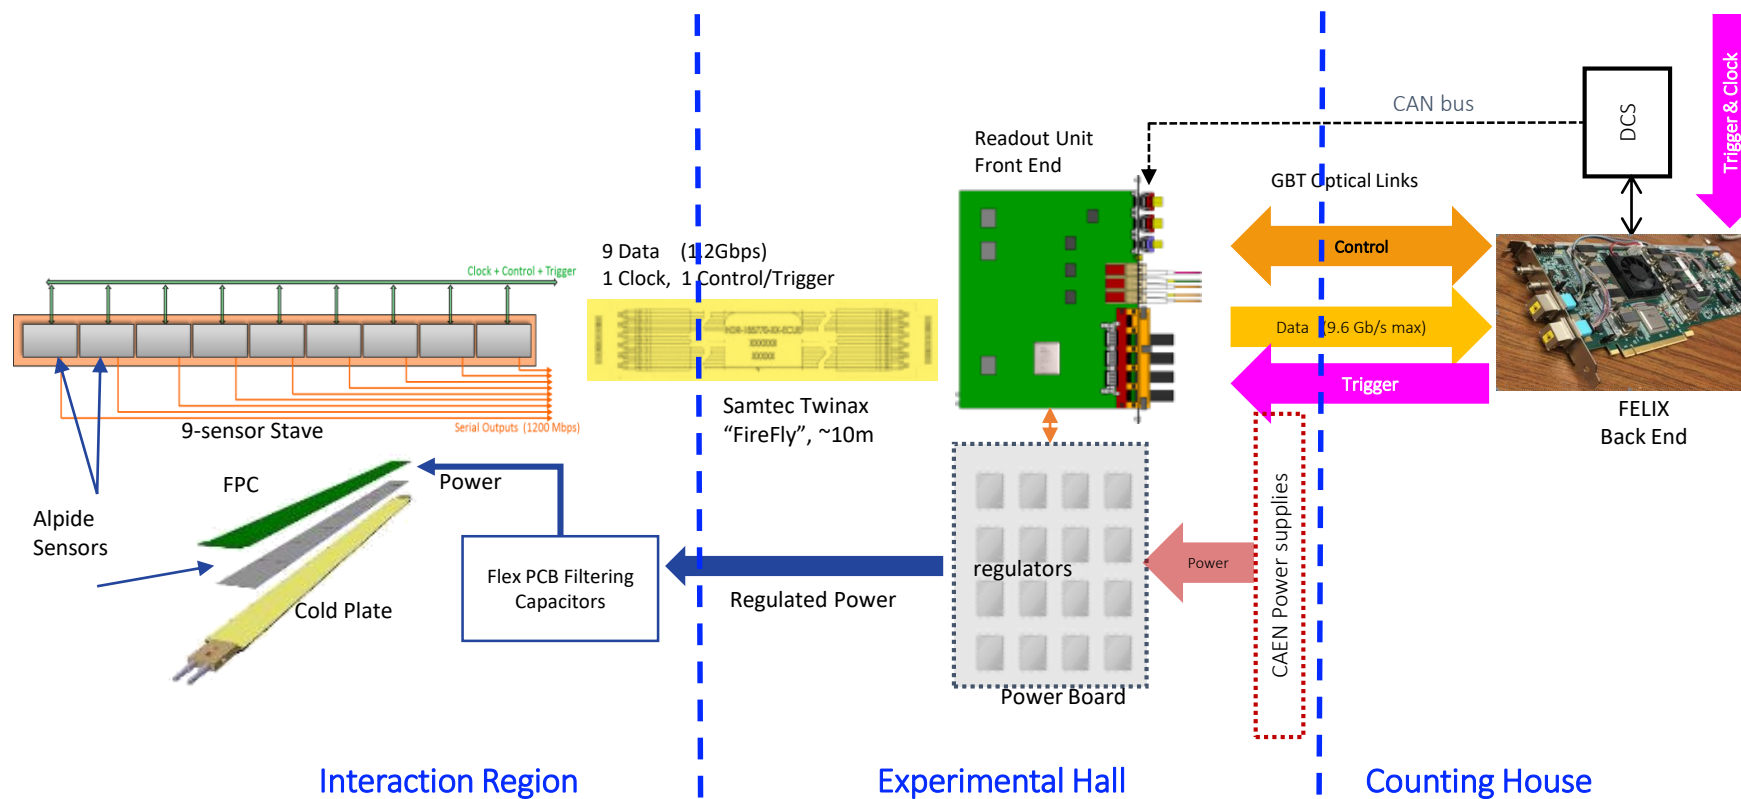 Trigger & Clock
CAN bus
DCS
Readout Unit
Front End
GBT Optical Links
9 Data (1.2Gbps)
1 Clock, 1 Control/Trigger
Control
Clock + Control + Trigger
Data (9.6 Gb/s max)
Trigger
Samtec Twinax
“FireFly”, ~10m
FELIX
Back End
Serial Outputs (1200 Mbps)
9-sensor Stave
FPC
Power
Alpide
Sensors
CAEN Power supplies
Flex PCB Filtering
Capacitors
regulators
Power
Regulated Power
Cold Plate
Power Board
Interaction Region
Experimental Hall
Counting House